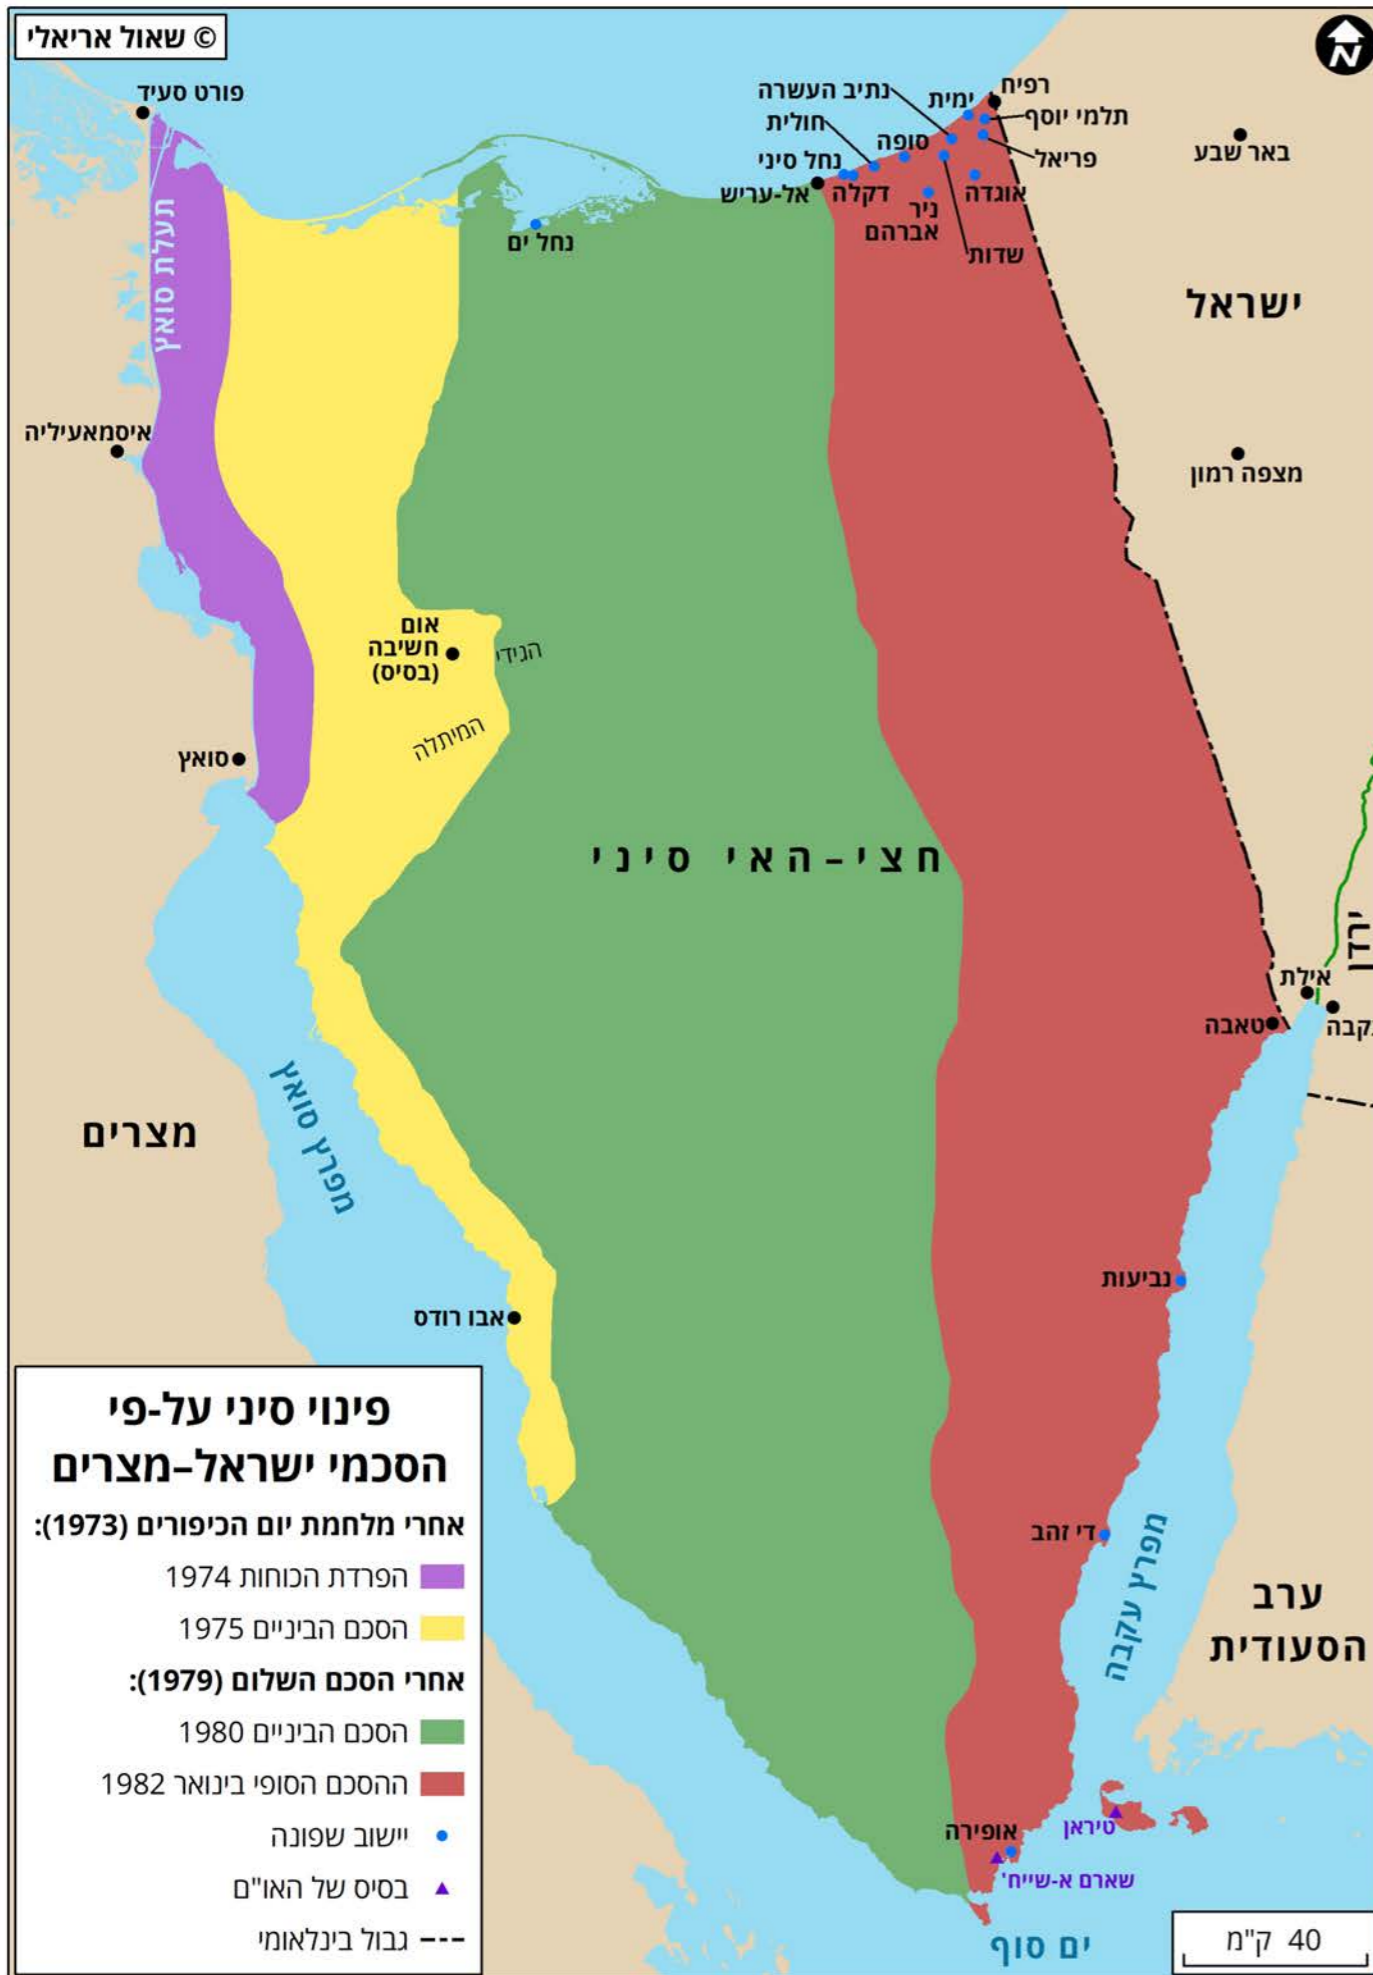 © שאול אריאלי
N
פורט סעיד
תעלת סואץ
איסמאעיליה
סואץ
נתיב העשרה
חולית
נחל סיני
אל-עריש
דקלה
סופה
ימית
רפיח
תלמי יוסף
פריאל
אוגדה
ניר
אברהם
שדות
נחל ים
באר שבע
ישראל
מצפה רמון
אום
חשיבה
(בסיס)
הגידי
המיתלה
חצי-האי סיני
ירדן
אילת
טאבה
מצרים
מפרץ סואץ
נביעות
אבו רודס
די זהב
מפרץ עקבה
ערב
הסעודית
טיראן
אופירה
שארם א-שייח'
ים סוף
40 ק"מ
פינוי סיני על-פי
הסכמי ישראל–מצרים
אחרי מלחמת יום הכיפורים (1973):
הפרדת הכוחות 1974
הסכם הביניים 1975
אחרי הסכם השלום (1979):
הסכם הביניים 1980
ההסכם הסופי בינואר 1982
יישוב שפונה
בסיס של האו"ם
גבול בינלאומי